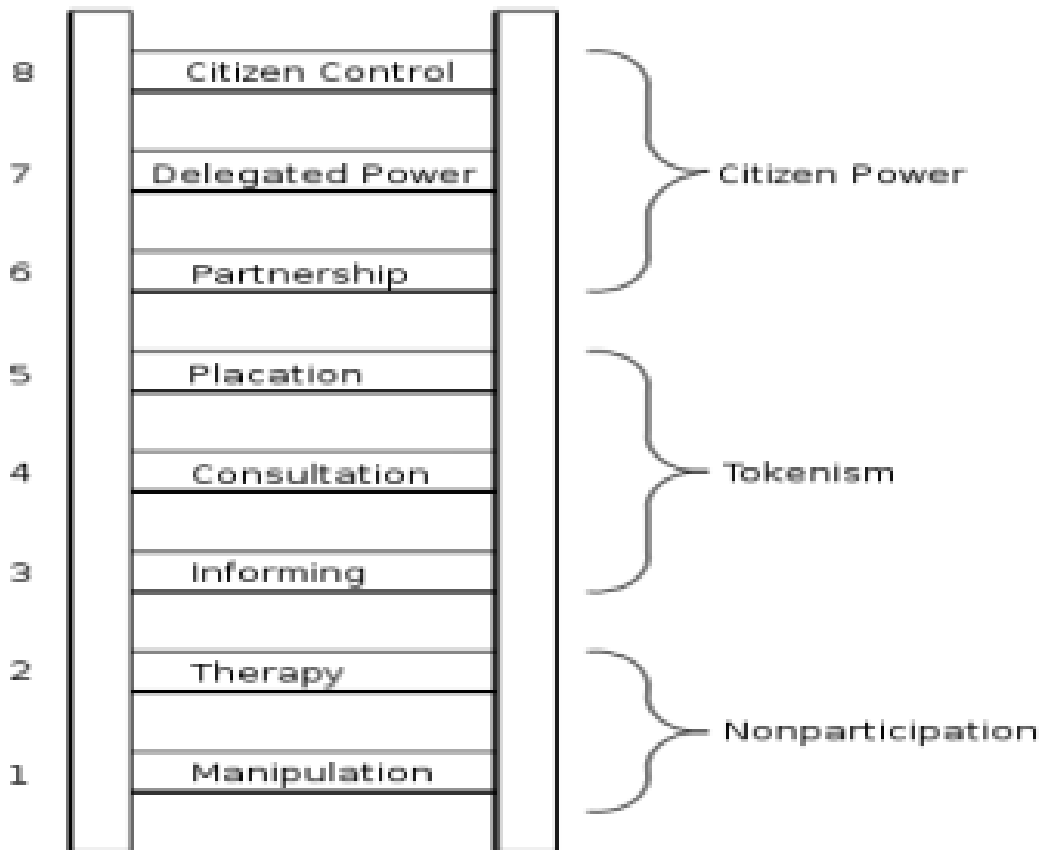 8 Citizen Control
7 Delegated Power Citizen Power
6 Partnership
5 Placation
4 Consultation Tokenism
3 Informing
2 Therapy
Nonparticipation
1 Manipulation